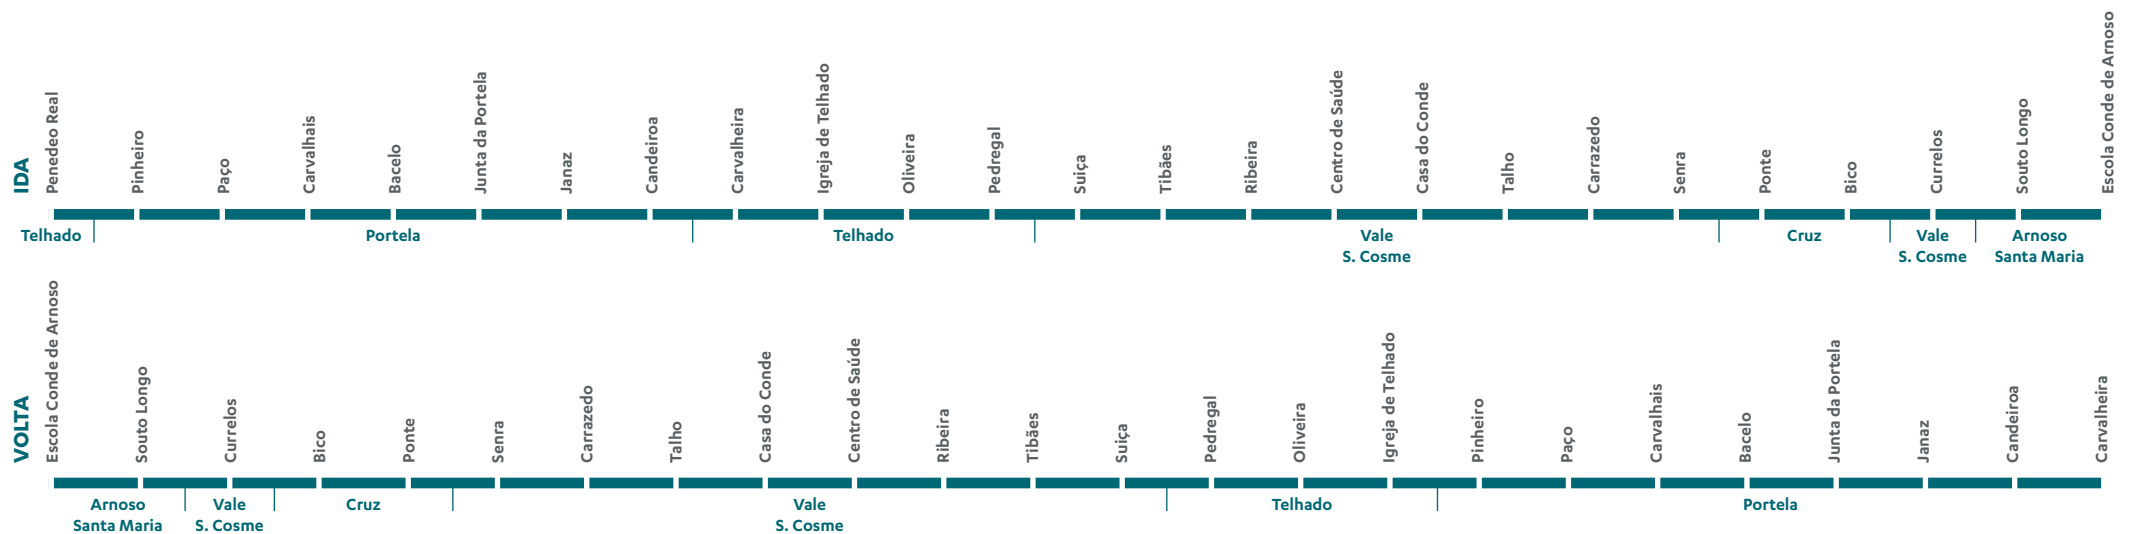 IDA
Penedeo Real
Pinheiro
Paço
Carvalhais
Bacelo
Junta da Portela
Janaz
Candeiroa
Carvalheira
Igreja de Telhado
Oliveira
Pedregal
Suiça
Tibães
Ribeira
Centro de Saúde
Casa do Conde
Talho
Carrazedo
Senra
Ponte
Bico
Currelos
Souto Longo
Escola Conde de Arnoso
Telhado
Portela
Telhado
Vale
S. Cosme
Cruz
Vale
S. Cosme
Arnoso
Santa Maria
VOLTA
Escola Conde de Arnoso
Souto Longo
Currelos
Bico
Ponte
Senra
Carrazedo
Talho
Casa do Conde
Centro de Saúde
Ribeira
Tibães
Suiça
Pedregal
Oliveira
Igreja de Telhado
Pinheiro
Paço
Carvalhais
Bacelo
Junta da Portela
Janaz
Candeiroa
Carvalheira
Arnoso
Santa Maria
Vale
S. Cosme
Cruz
Vale
S. Cosme
Telhado
Portela